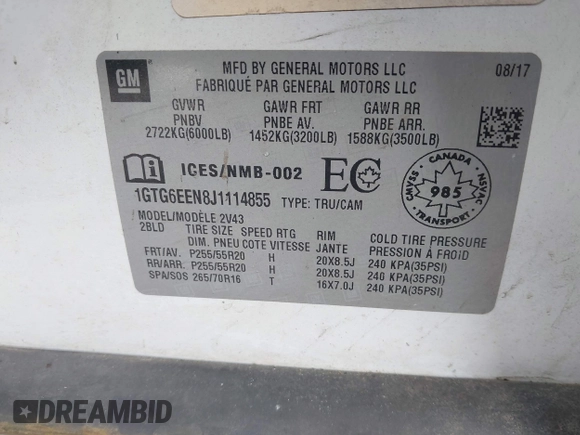 GM
MFD BY GENERAL MOTORS LLC
FABRIQUÉ PAR GENERAL MOTORS LLC
08/17
GVWR GAWR FRT GAWR RR
PNBV PNBE AV. PNBE ARR.
2722KG(6000LB) 1452KG(3200LB) 1588KG(3500LB)
ICES/NMB-002 EC
CANADA
CMVSS 985 NSVAC
TRANSPORT
1GTG6EEN8J1114855 TYPE: TRU/CAM
MODEL/MODÈLE 2V43
2BLD TIRE SIZE SPEED RTG RIM COLD TIRE PRESSURE
DIM. PNEU COTE VITESSE JANTE PRESSION À FROID
FRT/AV. P255/55R20 H 20X8.5J 240 KPA(35PSI)
RR/ARR. P255/55R20 H 20X8.5J 240 KPA(35PSI)
SPA/SOS 265/70R16 T 16X7.0J 240 KPA(35PSI)
DREAMBID